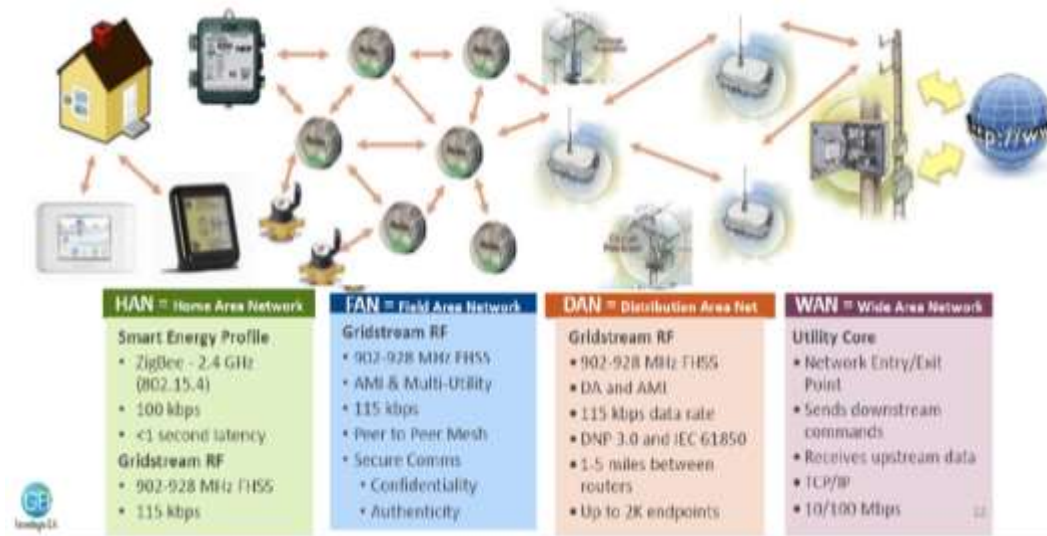 http://ww
HAN = Home Area Network
Smart Energy Profile
• ZigBee - 2.4 GHz
(802.15.4)
• 100 kbps
• <1 second latency
Gridstream RF
• 902-928 MHz FHSS
• 115 kbps
FAN = Field Area Network
Gridstream RF
• 902-928 MHz FHSS
• AMI & Multi-Utility
• 115 kbps
• Peer to Peer Mesh
• Secure Comms
• Confidentiality
• Authenticity
DAN = Distribution Area Net
Gridstream RF
• 902-928 MHz FHSS
• DA and AMI
• 115 kbps data rate
• DNP 3.0 and IEC 61850
• 1-5 miles between
routers
• Up to 2K endpoints
WAN = Wide Area Network
Utility Core
• Network Entry/Exit
Point
• Sends downstream
commands
• Receives upstream data
• TCP/IP
• 10/100 Mbps